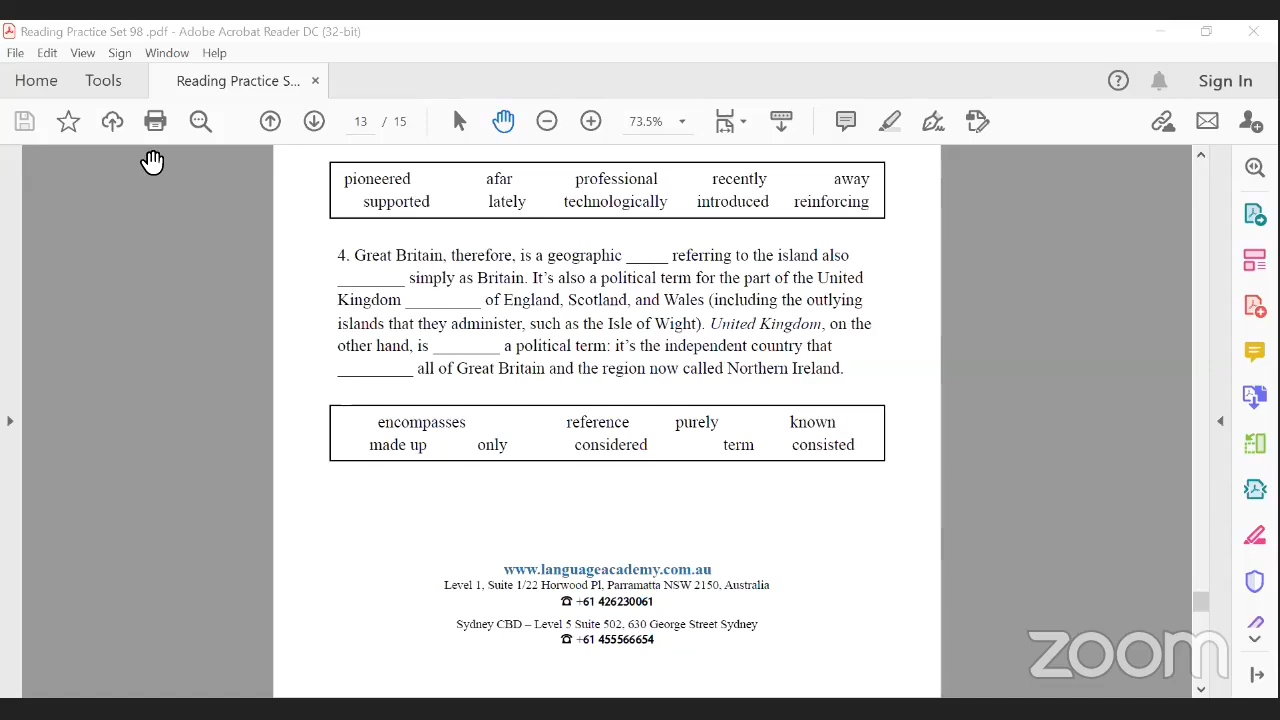 Reading Practice Set 98 .pdf - Adobe Acrobat Reader DC (32-bit)
File Edit View Sign Window Help
Home Tools Reading Practice S... × Sign In
13 / 15 73.5%
pioneered afar professional recently away
supported lately technologically introduced reinforcing
4. Great Britain, therefore, is a geographic _____ referring to the island also
________ simply as Britain. It's also a political term for the part of the United
Kingdom _________ of England, Scotland, and Wales (including the outlying
islands that they administer, such as the Isle of Wight). United Kingdom, on the
other hand, is ________ a political term: it's the independent country that
_________ all of Great Britain and the region now called Northern Ireland.
encompasses reference purely known
made up only considered term consisted
www.languageacademy.com.au
Level 1, Suite 1/22 Horwood Pl, Parramatta NSW 2150, Australia
☎ +61 426230061
Sydney CBD – Level 5 Suite 502, 630 George Street Sydney
☎ +61 455566654
zoom